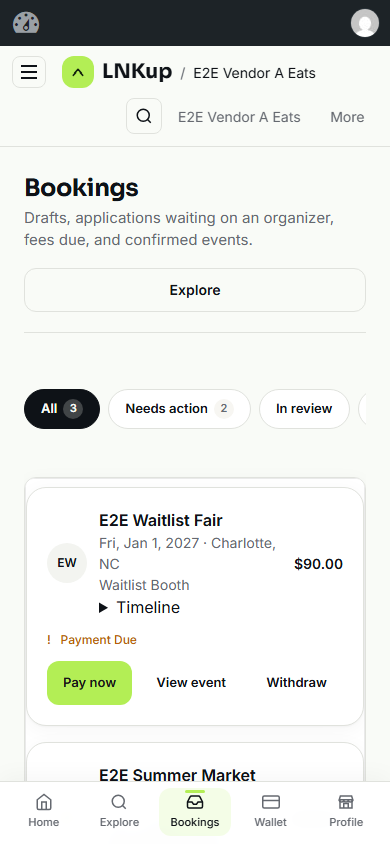 LNKup / E2E Vendor A Eats
E2E Vendor A Eats More
Bookings
Drafts, applications waiting on an organizer,
fees due, and confirmed events.
Explore
All 3 Needs action 2 In review
E2E Waitlist Fair
Fri, Jan 1, 2027 · Charlotte,
NC
EW $90.00
Waitlist Booth
Timeline
! Payment Due
Pay now View event Withdraw
E2E Summer Market
Home Explore Bookings Wallet Profile